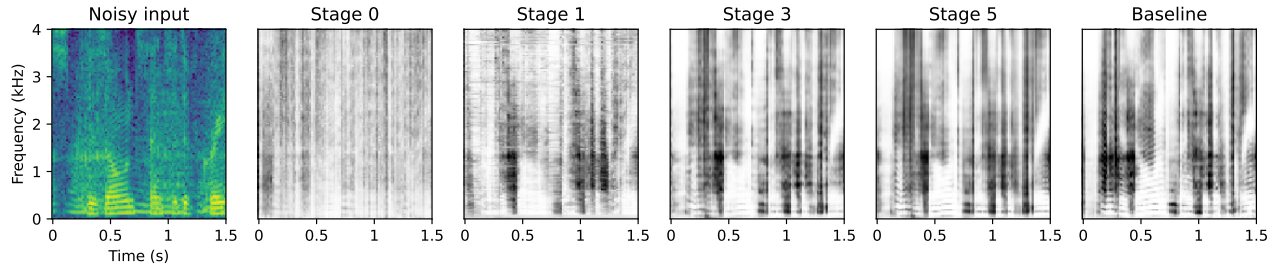 Noisy input Stage 0 Stage 1 Stage 3 Stage 5 Baseline
4
3
2
1
0
Frequency (kHz)
0 0.5 1 1.5 0 0.5 1 1.5 0 0.5 1 1.5 0 0.5 1 1.5 0 0.5 1 1.5 0 0.5 1 1.5
Time (s)